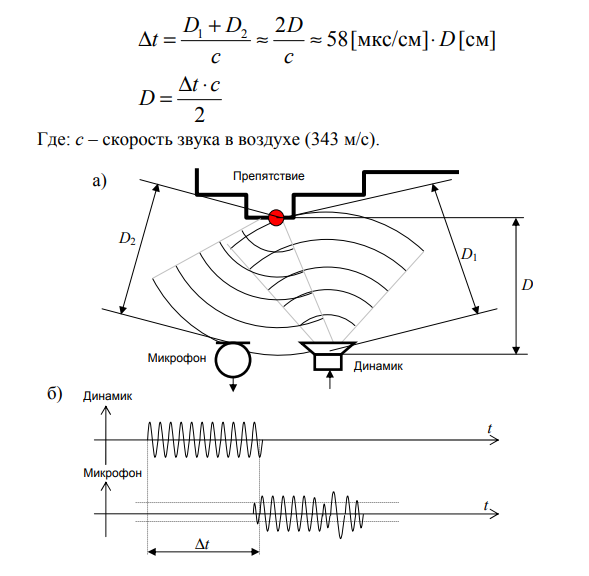 Δt = (D₁ + D₂)/c ≈ 2D/c ≈ 58[мкс/см]· D[см]
D = (Δt · c)/2
Где: c – скорость звука в воздухе (343 м/с).
а)
Препятствие
D₂
D₁
D
Микрофон
Динамик
б)
Динамик
t
Микрофон
t
Δt